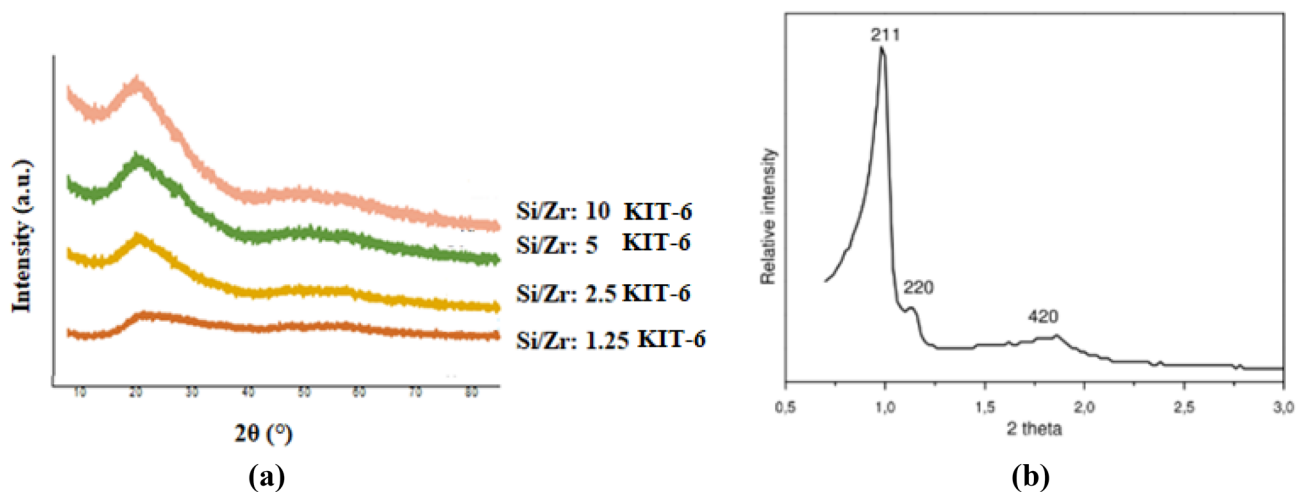 Intensity (a.u.)
Si/Zr: 10 KIT-6
Si/Zr: 5 KIT-6
Si/Zr: 2.5 KIT-6
Si/Zr: 1.25 KIT-6
10 20 30 40 50 60 70 80
2θ (°)
(a)
Relative intensity
211
220
420
0,5 1,0 1,5 2,0 2,5 3,0
2 theta
(b)